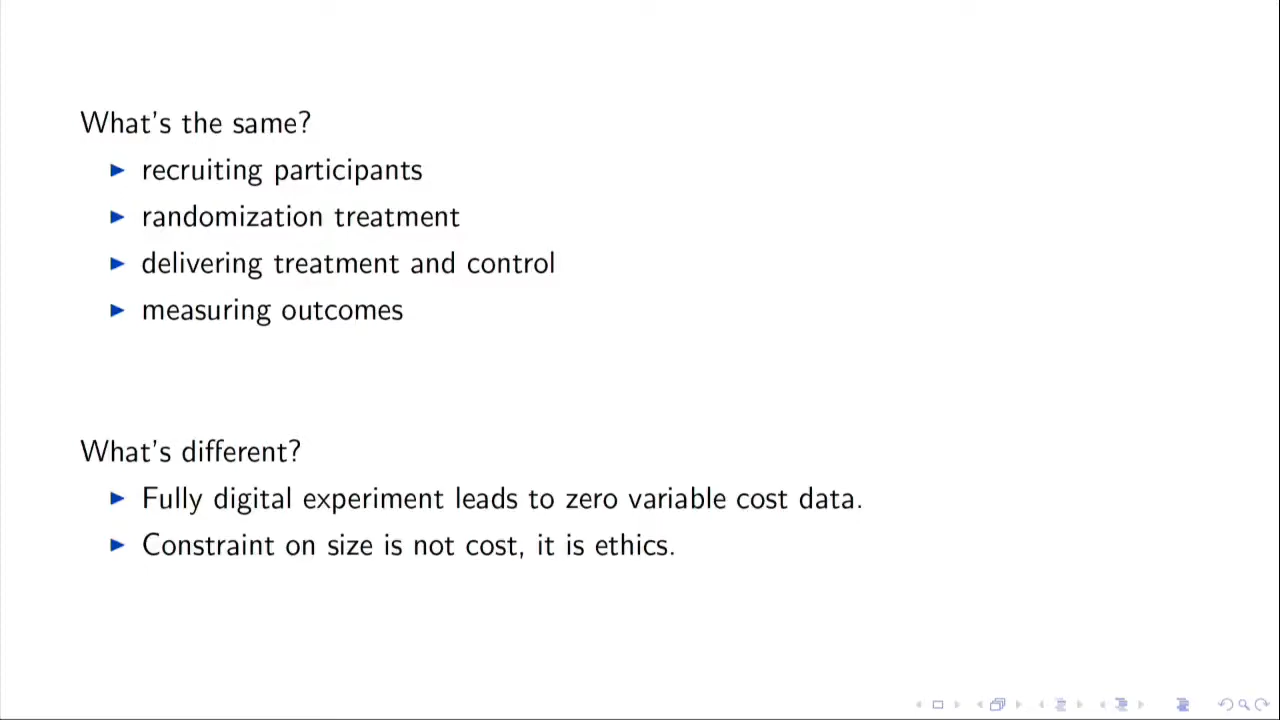 What's the same?
recruiting participants
randomization treatment
delivering treatment and control
measuring outcomes
What's different?
Fully digital experiment leads to zero variable cost data.
Constraint on size is not cost, it is ethics.